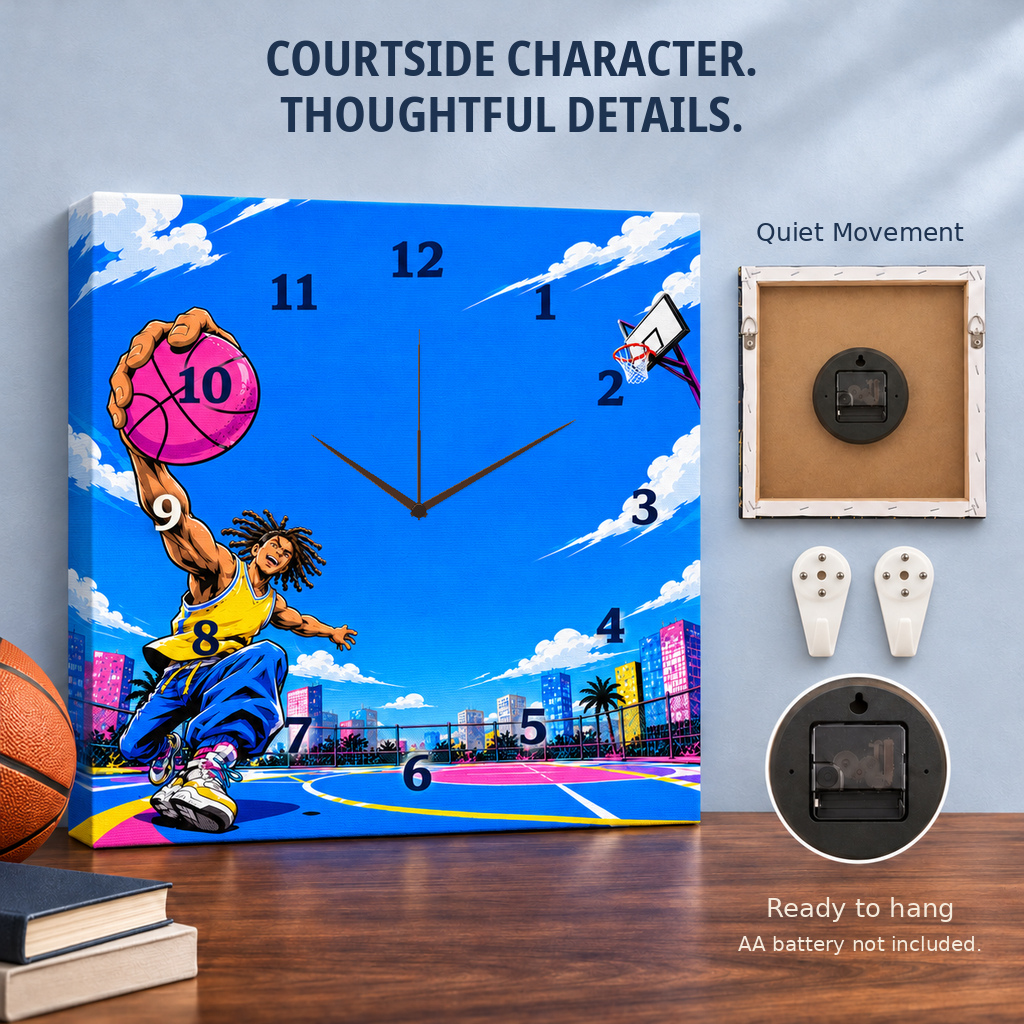 COURTSIDE CHARACTER.
THOUGHTFUL DETAILS.
Quiet Movement
12
11
1
10
2
9
3
8
4
7
5
6
Ready to hang
AA battery not included.